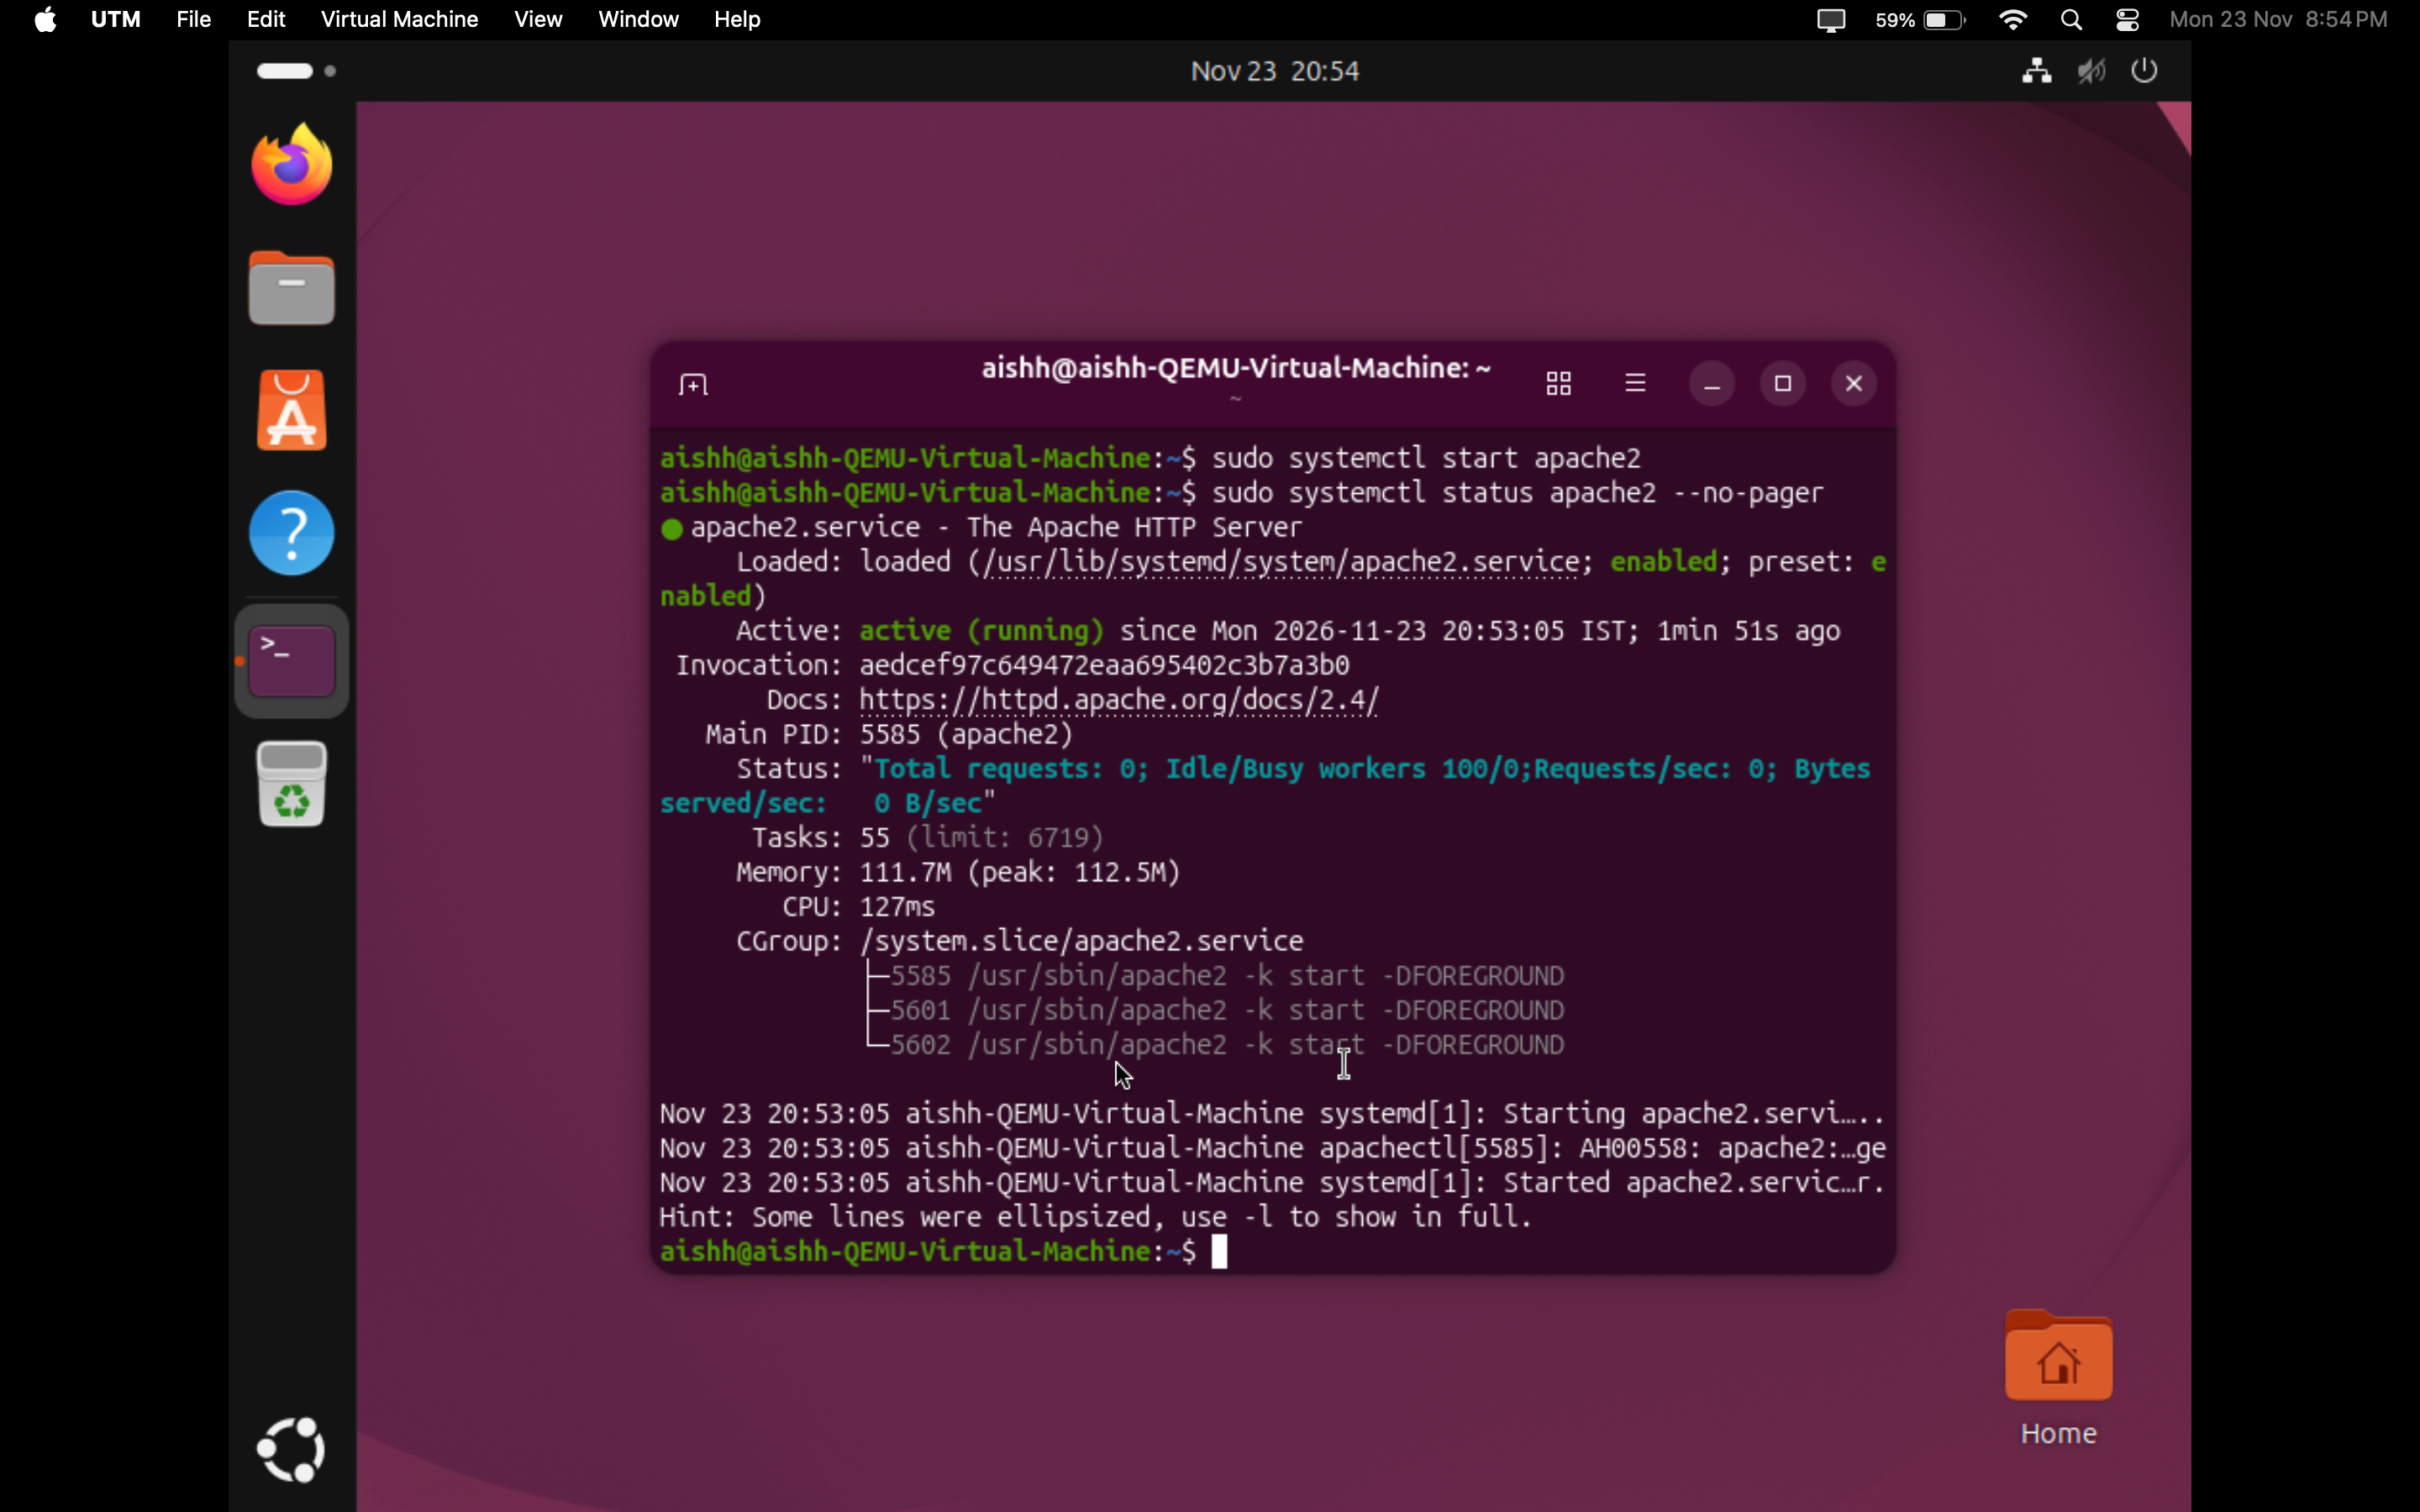 UTM File Edit Virtual Machine View Window Help 59% Mon 23 Nov 8:54 PM
Nov 23 20:54
aishh@aishh-QEMU-Virtual-Machine: ~
~
aishh@aishh-QEMU-Virtual-Machine:~$ sudo systemctl start apache2
aishh@aishh-QEMU-Virtual-Machine:~$ sudo systemctl status apache2 --no-pager
● apache2.service - The Apache HTTP Server
Loaded: loaded (/usr/lib/systemd/system/apache2.service; enabled; preset: e
nabled)
Active: active (running) since Mon 2026-11-23 20:53:05 IST; 1min 51s ago
Invocation: aedcef97c649472eaa695402c3b7a3b0
Docs: https://httpd.apache.org/docs/2.4/
Main PID: 5585 (apache2)
Status: "Total requests: 0; Idle/Busy workers 100/0;Requests/sec: 0; Bytes
served/sec:   0 B/sec"
Tasks: 55 (limit: 6719)
Memory: 111.7M (peak: 112.5M)
CPU: 127ms
CGroup: /system.slice/apache2.service
├─5585 /usr/sbin/apache2 -k start -DFOREGROUND
├─5601 /usr/sbin/apache2 -k start -DFOREGROUND
└─5602 /usr/sbin/apache2 -k start -DFOREGROUND
Nov 23 20:53:05 aishh-QEMU-Virtual-Machine systemd[1]: Starting apache2.servi…..
Nov 23 20:53:05 aishh-QEMU-Virtual-Machine apachectl[5585]: AH00558: apache2:…ge
Nov 23 20:53:05 aishh-QEMU-Virtual-Machine systemd[1]: Started apache2.servic…r.
Hint: Some lines were ellipsized, use -l to show in full.
aishh@aishh-QEMU-Virtual-Machine:~$
Home